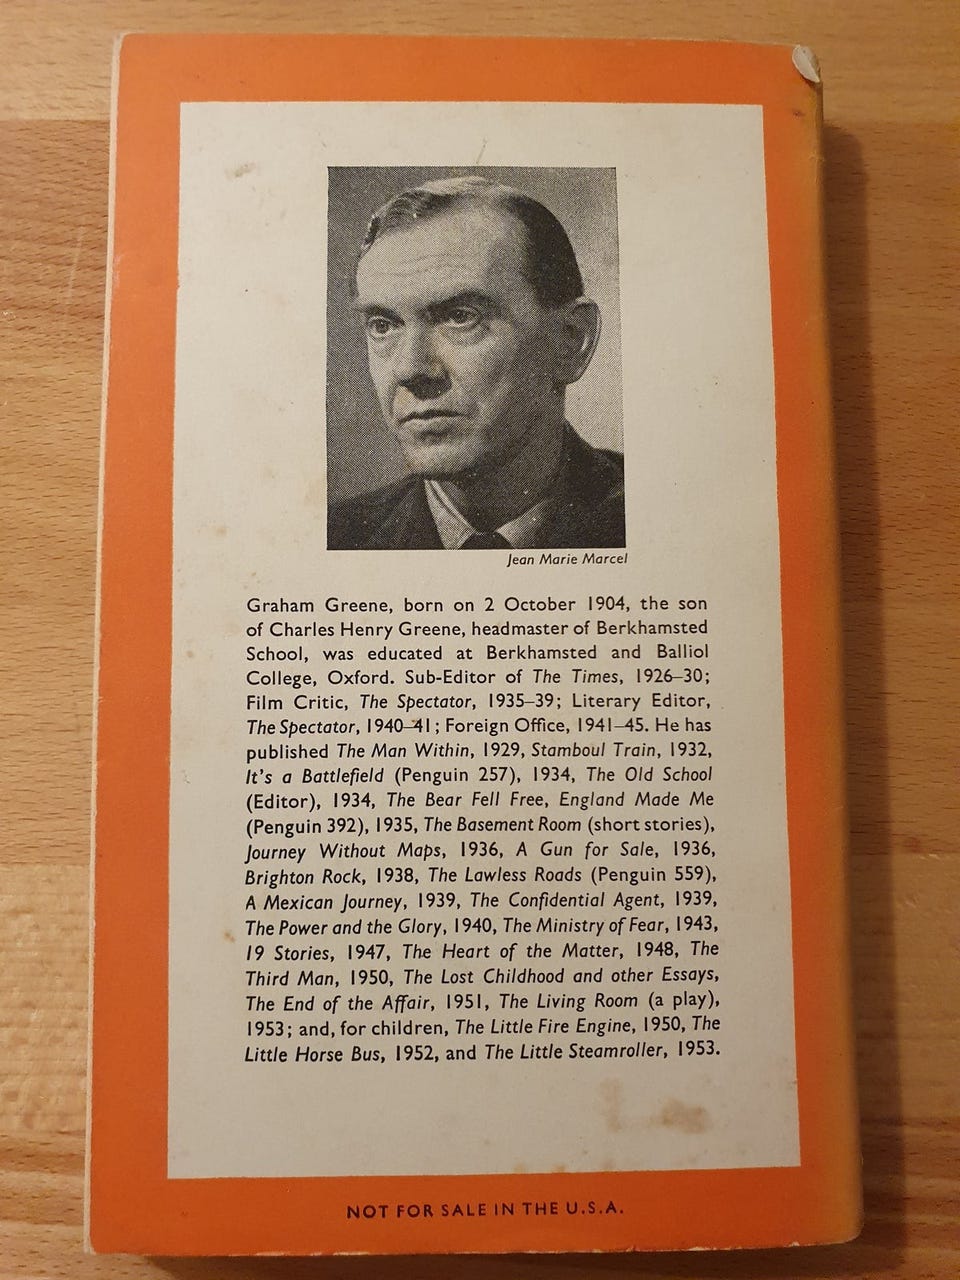 Jean Marie Marcel
Graham Greene, born on 2 October 1904, the son
of Charles Henry Greene, headmaster of Berkhamsted
School, was educated at Berkhamsted and Balliol
College, Oxford. Sub-Editor of The Times, 1926–30;
Film Critic, The Spectator, 1935–39; Literary Editor,
The Spectator, 1940–41; Foreign Office, 1941–45. He has
published The Man Within, 1929, Stamboul Train, 1932,
It's a Battlefield (Penguin 257), 1934, The Old School
(Editor), 1934, The Bear Fell Free, England Made Me
(Penguin 392), 1935, The Basement Room (short stories),
Journey Without Maps, 1936, A Gun for Sale, 1936,
Brighton Rock, 1938, The Lawless Roads (Penguin 559),
A Mexican Journey, 1939, The Confidential Agent, 1939,
The Power and the Glory, 1940, The Ministry of Fear, 1943,
19 Stories, 1947, The Heart of the Matter, 1948, The
Third Man, 1950, The Lost Childhood and other Essays,
The End of the Affair, 1951, The Living Room (a play),
1953; and, for children, The Little Fire Engine, 1950, The
Little Horse Bus, 1952, and The Little Steamroller, 1953.
NOT FOR SALE IN THE U.S.A.